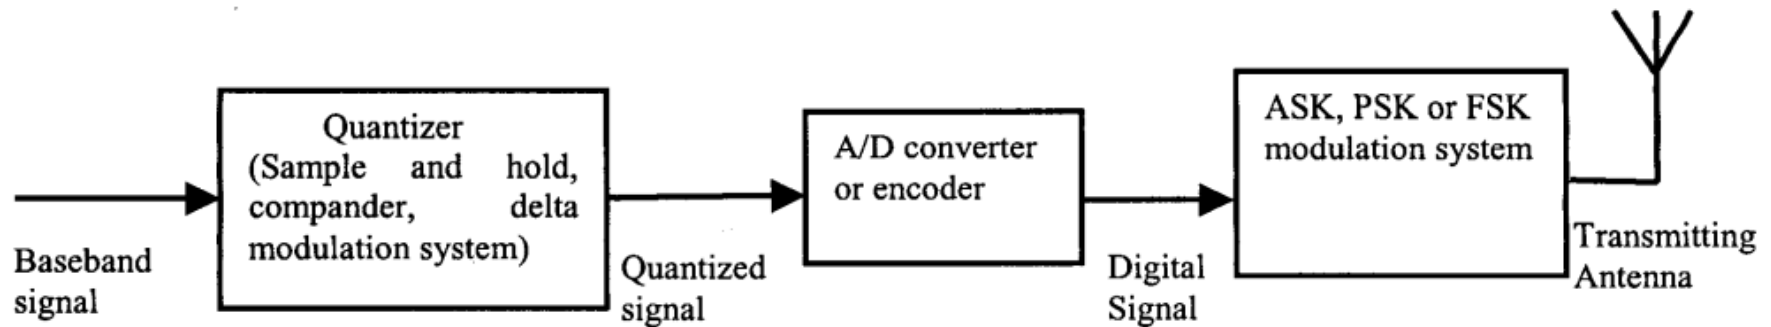 Baseband
signal
Quantizer
(Sample and hold,
compander, delta
modulation system)
Quantized
signal
A/D converter
or encoder
Digital
Signal
ASK, PSK or FSK
modulation system
Transmitting
Antenna